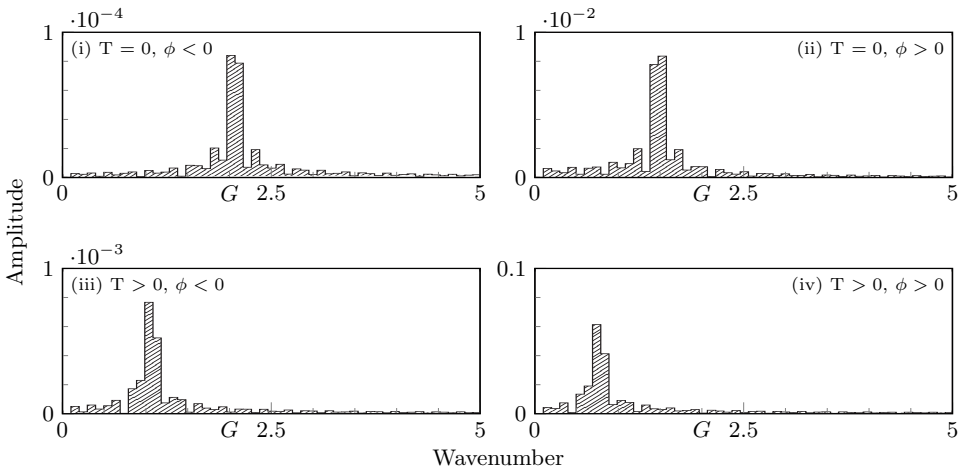 ·10⁻⁴
1
(i) T = 0, ϕ < 0
0
0
G
2.5
5
·10⁻²
1
(ii) T = 0, ϕ > 0
0
0
G
2.5
5
Amplitude
·10⁻³
1
(iii) T > 0, ϕ < 0
0
0
G
2.5
5
0.1
(iv) T > 0, ϕ > 0
0
0
G
2.5
5
Wavenumber